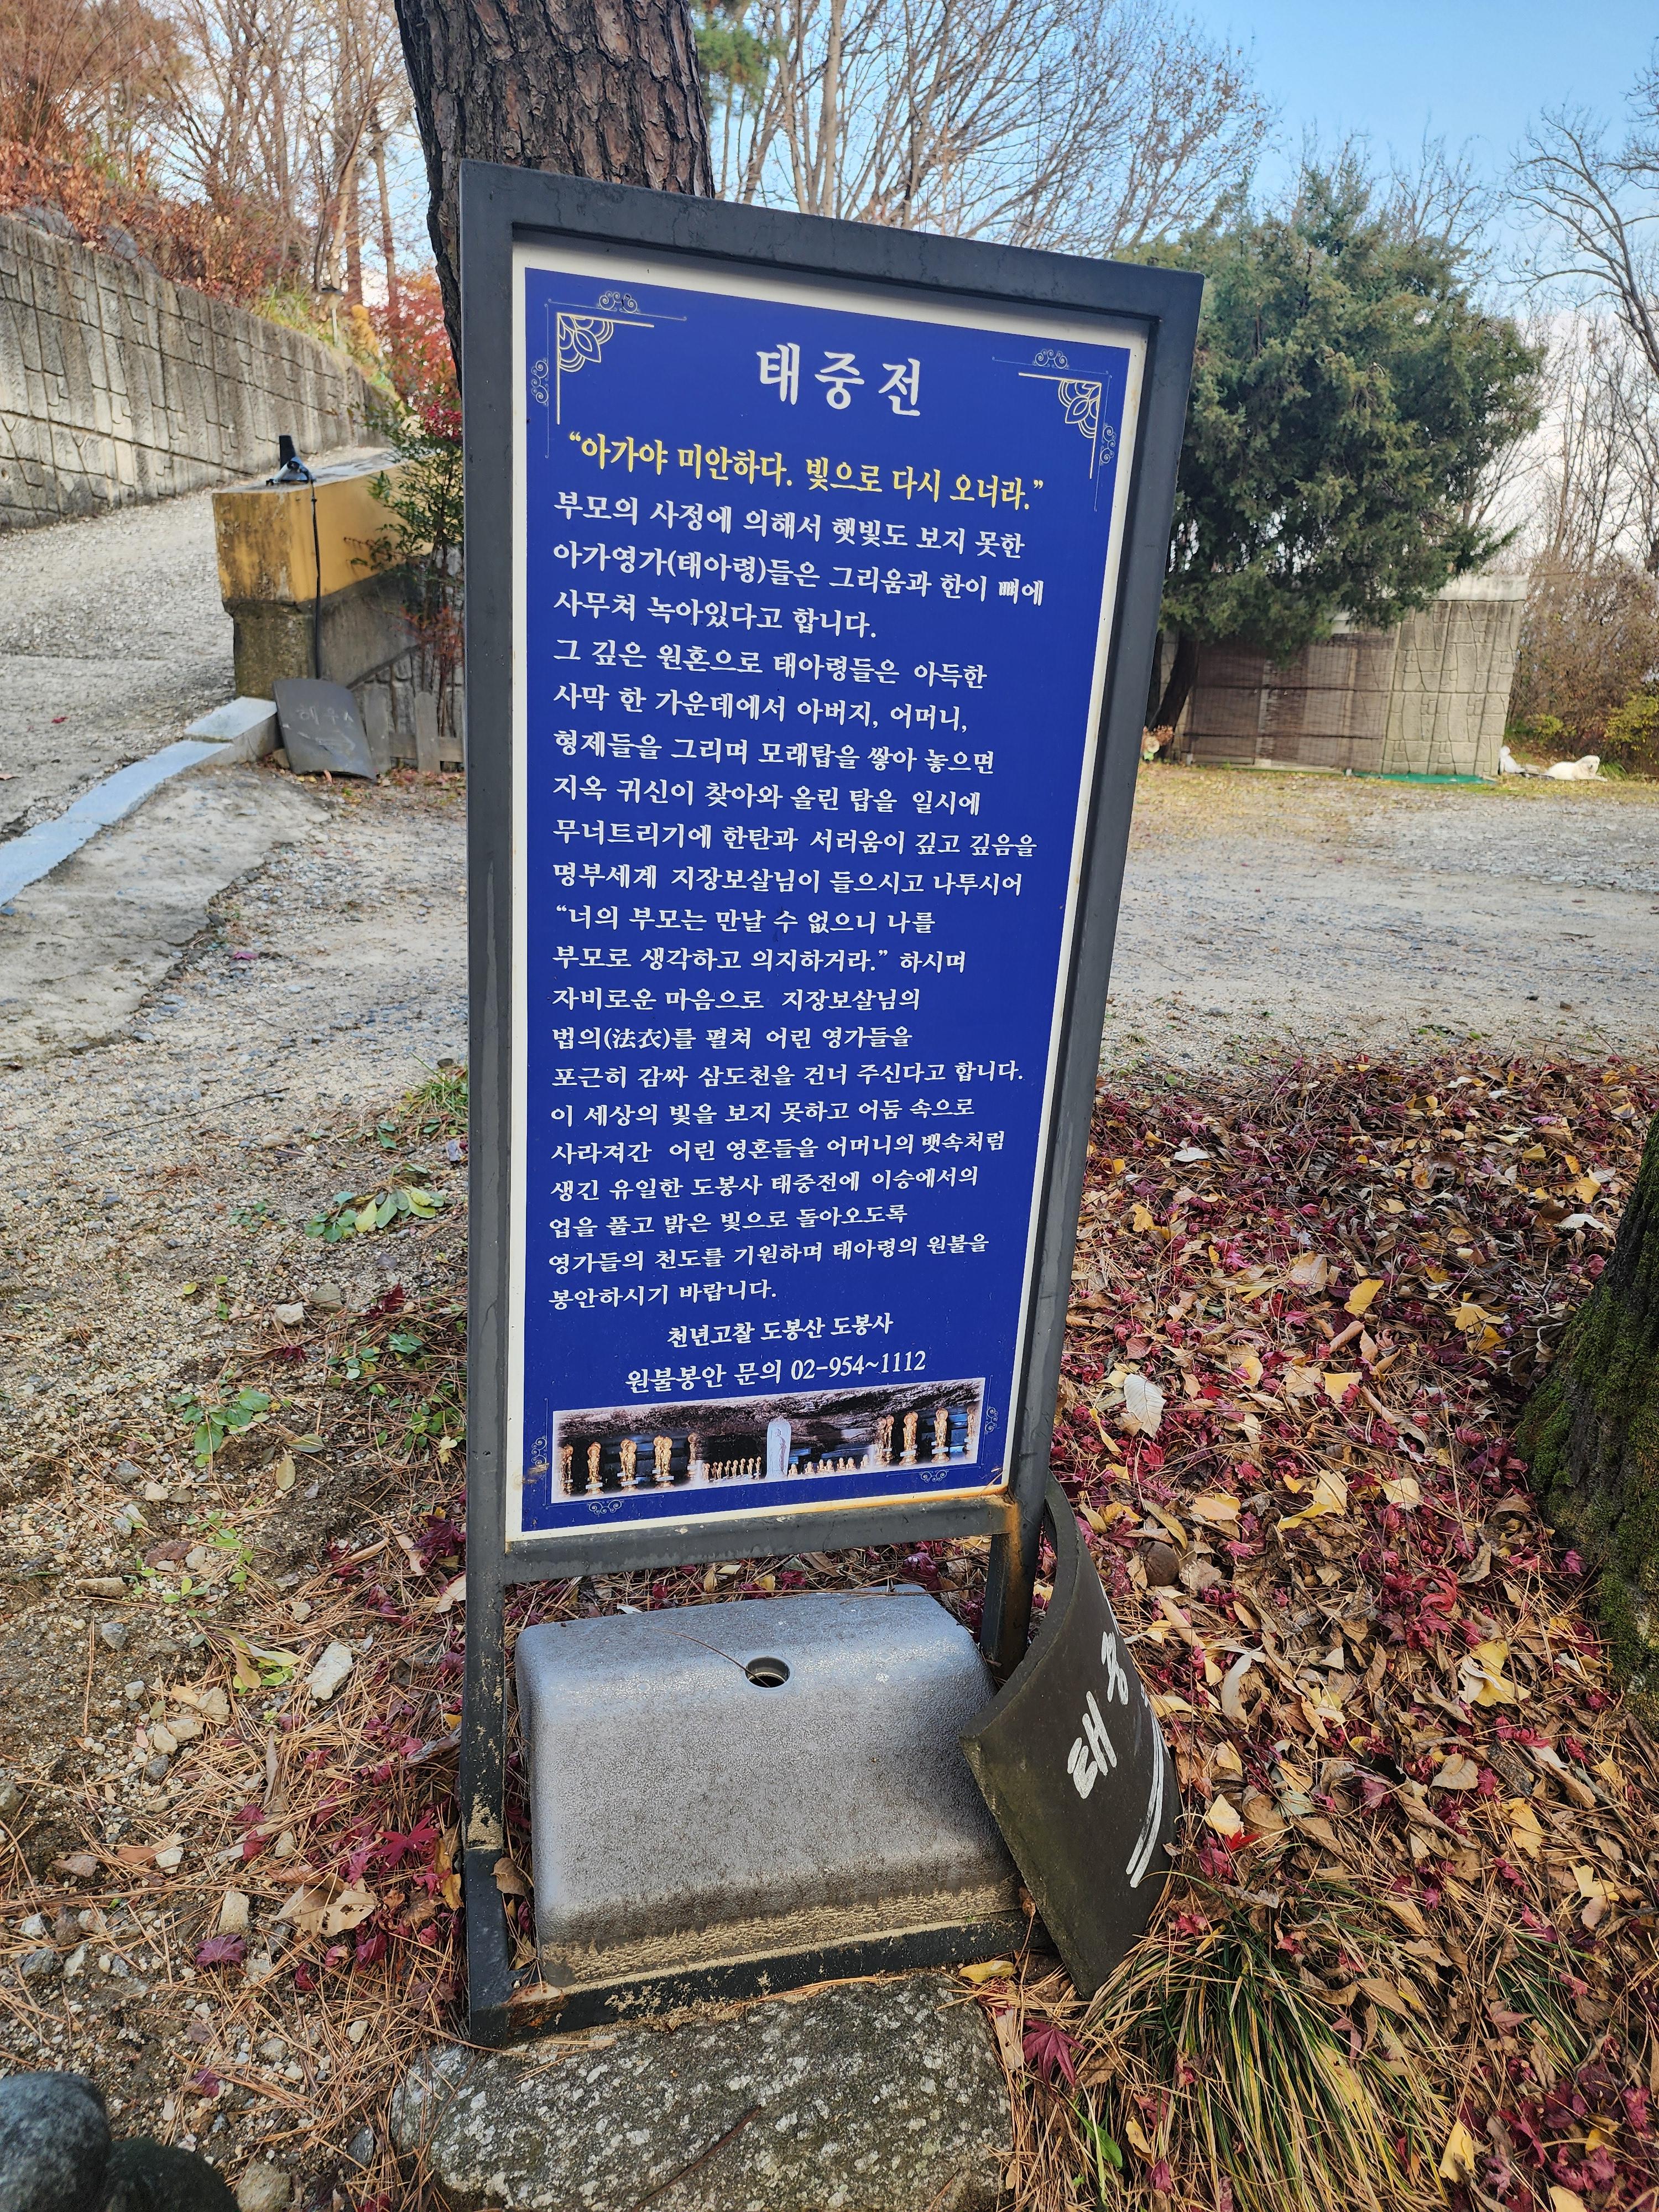 태중전
“아가야 미안하다. 빛으로 다시 오너라.”
부모의 사정에 의해서 햇빛도 보지 못한
아가영가(태아령)들은 그리움과 한이 뼈에
사무쳐 녹아있다고 합니다.
그 깊은 원혼으로 태아령들은 아득한
사막 한 가운데에서 아버지, 어머니,
형제들을 그리며 모래탑을 쌓아 놓으면
지옥 귀신이 찾아와 올린 탑을 일시에
무너트리기에 한탄과 서러움이 깊고 깊음을
명부세계 지장보살님이 들으시고 나투시어
“너의 부모는 만날 수 없으니 나를
부모로 생각하고 의지하거라.” 하시며
자비로운 마음으로 지장보살님의
법의(法衣)를 펼쳐 어린 영가들을
포근히 감싸 삼도천을 건너 주신다고 합니다.
이 세상의 빛을 보지 못하고 어둠 속으로
사라져간 어린 영혼들을 어머니의 뱃속처럼
생긴 유일한 도봉사 태중전에 이승에서의
업을 풀고 밝은 빛으로 돌아오도록
영가들의 천도를 기원하며 태아령의 원불을
봉안하시기 바랍니다.
천년고찰 도봉산 도봉사
원불봉안 문의 02-954~1112
태중